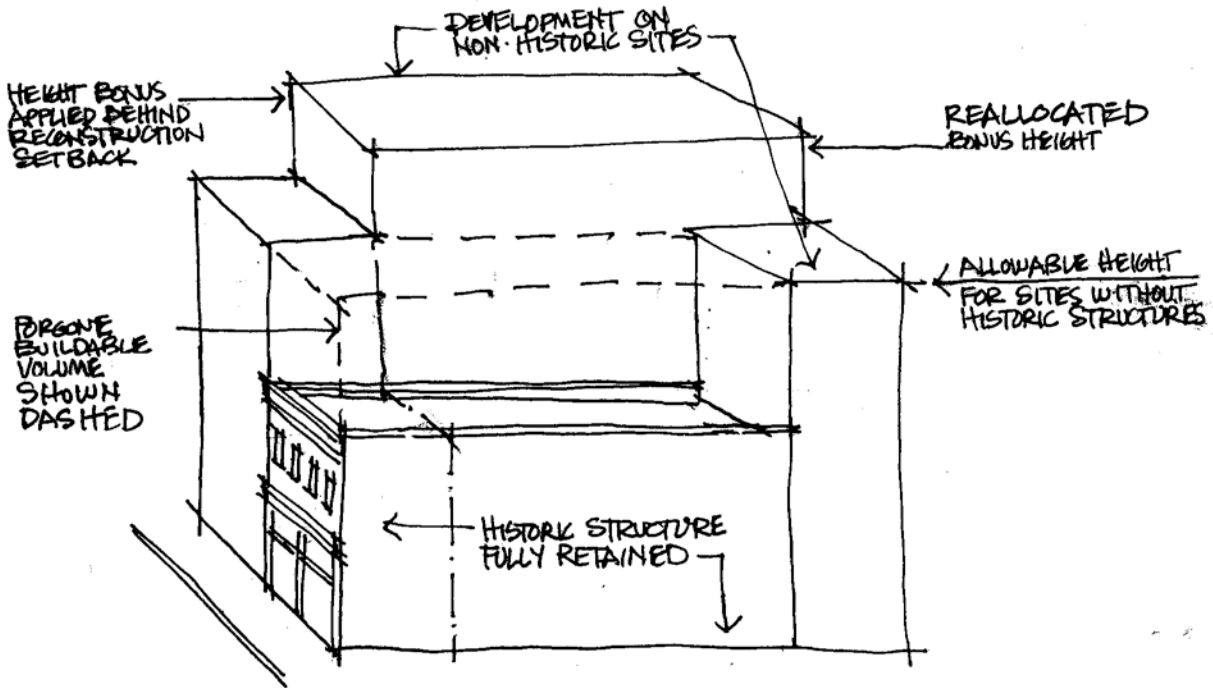 DEVELOPMENT ON
NON-HISTORIC SITES
HEIGHT BONUS
APPLIED BEHIND
RECONSTRUCTION
SETBACK
REALLOCATED
BONUS HEIGHT
ALLOWABLE HEIGHT
FOR SITES WITHOUT
HISTORIC STRUCTURES
FORGONE
BUILDABLE
VOLUME
SHOWN
DASHED
HISTORIC STRUCTURE
FULLY RETAINED